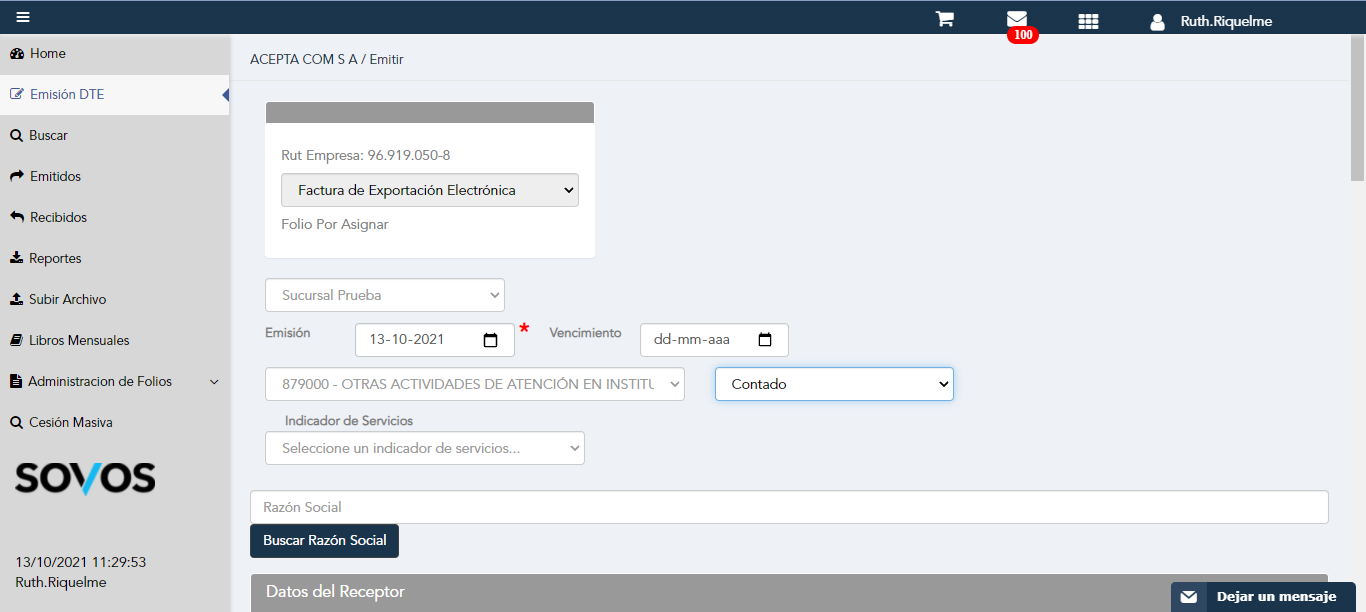 100
Ruth.Riquelme
Home
Emisión DTE
Buscar
Emitidos
Recibidos
Reportes
Subir Archivo
Libros Mensuales
Administracion de Folios
Cesión Masiva
SOVOS
13/10/2021 11:29:53
Ruth.Riquelme
ACEPTA COM S A / Emitir
Rut Empresa: 96.919.050-8
Factura de Exportación Electrónica
Folio Por Asignar
Sucursal Prueba
Emisión 13-10-2021 * Vencimiento dd-mm-aaa
879000 - OTRAS ACTIVIDADES DE ATENCIÓN EN INSTITU Contado
Indicador de Servicios
Seleccione un indicador de servicios...
Razón Social
Buscar Razón Social
Datos del Receptor
Dejar un mensaje